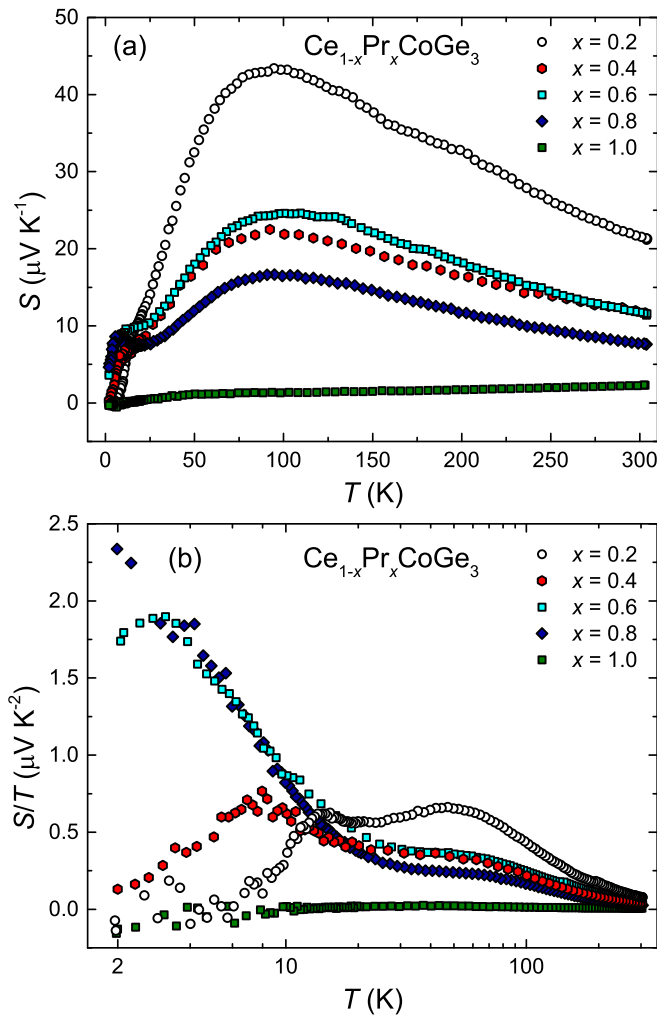 (a) Ce₁₋ₓPrₓCoGe₃
x = 0.2
x = 0.4
x = 0.6
x = 0.8
x = 1.0
50
40
30
20
10
0
S (μV K⁻¹)
0 50 100 150 200 250 300
T (K)
(b) Ce₁₋ₓPrₓCoGe₃
x = 0.2
x = 0.4
x = 0.6
x = 0.8
x = 1.0
2.5
2.0
1.5
1.0
0.5
0.0
S/T (μV K⁻²)
2 10 100
T (K)